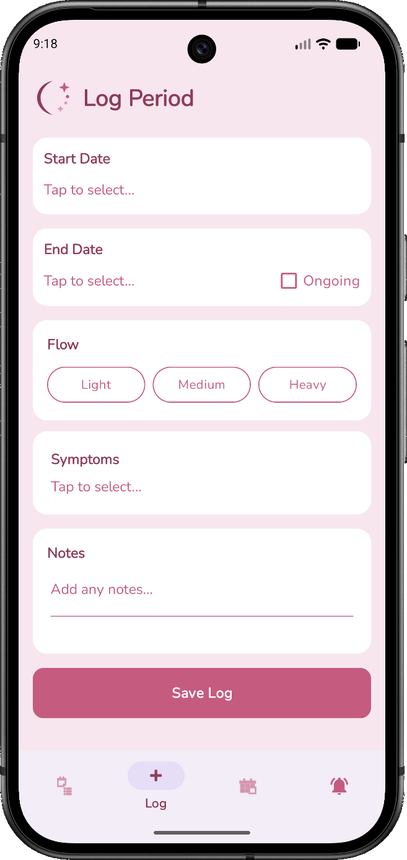 9:18
Log Period
Start Date
Tap to select...
End Date
Tap to select...
Ongoing
Flow
Light
Medium
Heavy
Symptoms
Tap to select...
Notes
Add any notes...
Save Log
Log